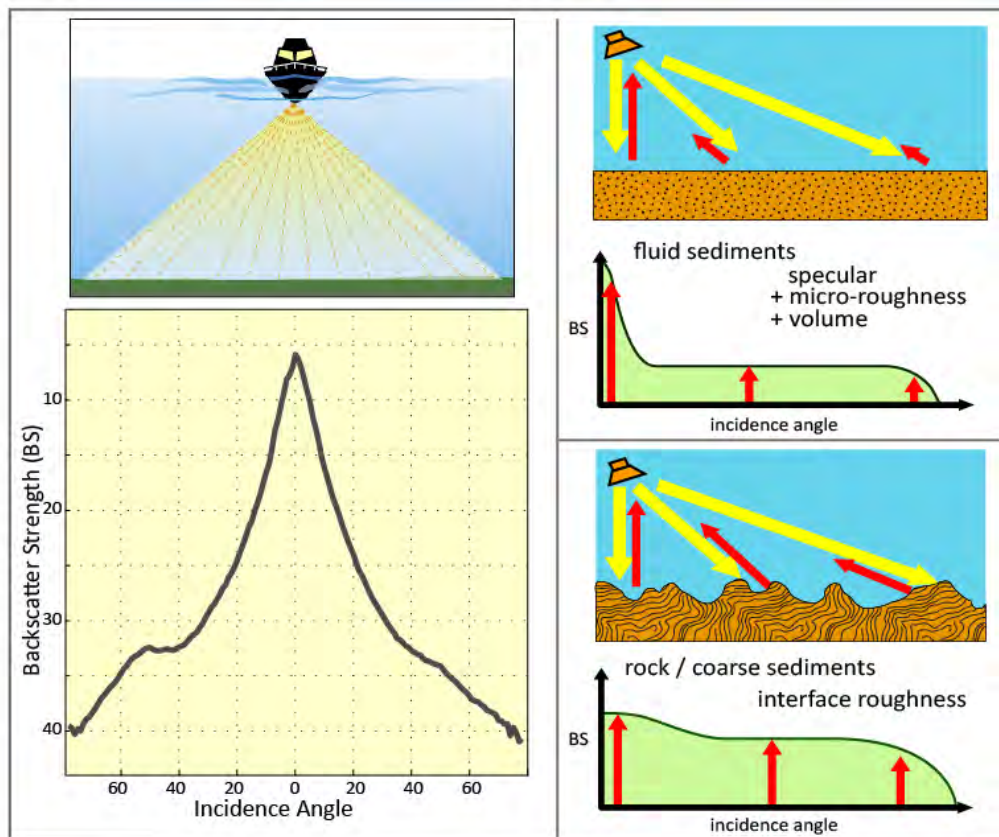 Backscatter Strength (BS)
10
20
30
40
60
40
20
0
20
40
60
Incidence Angle
fluid sediments
specular
+ micro-roughness
+ volume
BS
incidence angle
rock / coarse sediments
interface roughness
BS
incidence angle